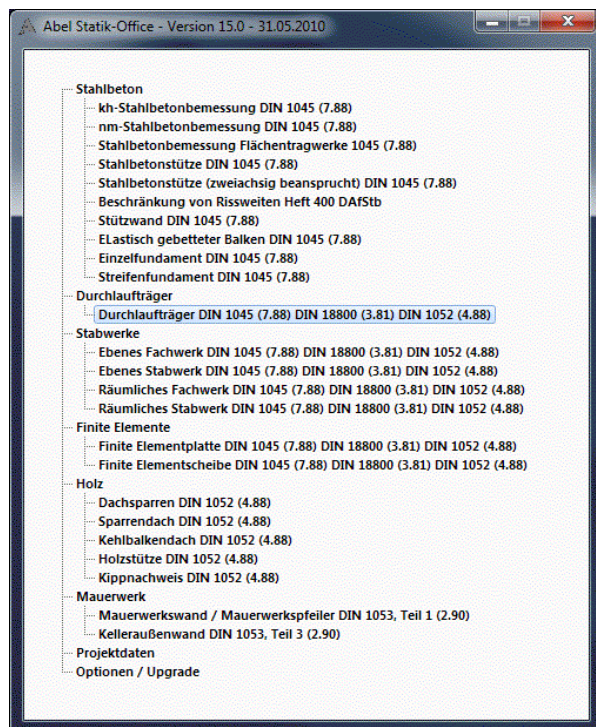 Abel Statik-Office - Version 15.0 - 31.05.2010
Stahlbeton
kh-Stahlbetonbemessung DIN 1045 (7.88)
nm-Stahlbetonbemessung DIN 1045 (7.88)
Stahlbetonbemessung Flächentragwerke 1045 (7.88)
Stahlbetonstütze DIN 1045 (7.88)
Stahlbetonstütze (zweiachsig beansprucht) DIN 1045 (7.88)
Beschränkung von Rissweiten Heft 400 DAfStb
Stützwand DIN 1045 (7.88)
ELastisch gebetteter Balken DIN 1045 (7.88)
Einzelfundament DIN 1045 (7.88)
Streifenfundament DIN 1045 (7.88)
Durchlaufträger
Durchlaufträger DIN 1045 (7.88) DIN 18800 (3.81) DIN 1052 (4.88)
Stabwerke
Ebenes Fachwerk DIN 1045 (7.88) DIN 18800 (3.81) DIN 1052 (4.88)
Ebenes Stabwerk DIN 1045 (7.88) DIN 18800 (3.81) DIN 1052 (4.88)
Räumliches Fachwerk DIN 1045 (7.88) DIN 18800 (3.81) DIN 1052 (4.88)
Räumliches Stabwerk DIN 1045 (7.88) DIN 18800 (3.81) DIN 1052 (4.88)
Finite Elemente
Finite Elementplatte DIN 1045 (7.88) DIN 18800 (3.81) DIN 1052 (4.88)
Finite Elementscheibe DIN 1045 (7.88) DIN 18800 (3.81) DIN 1052 (4.88)
Holz
Dachsparren DIN 1052 (4.88)
Sparrendach DIN 1052 (4.88)
Kehlbalkendach DIN 1052 (4.88)
Holzstütze DIN 1052 (4.88)
Kippnachweis DIN 1052 (4.88)
Mauerwerk
Mauerwerkswand / Mauerwerkspfeiler DIN 1053, Teil 1 (2.90)
Kelleraußenwand DIN 1053, Teil 3 (2.90)
Projektdaten
Optionen / Upgrade